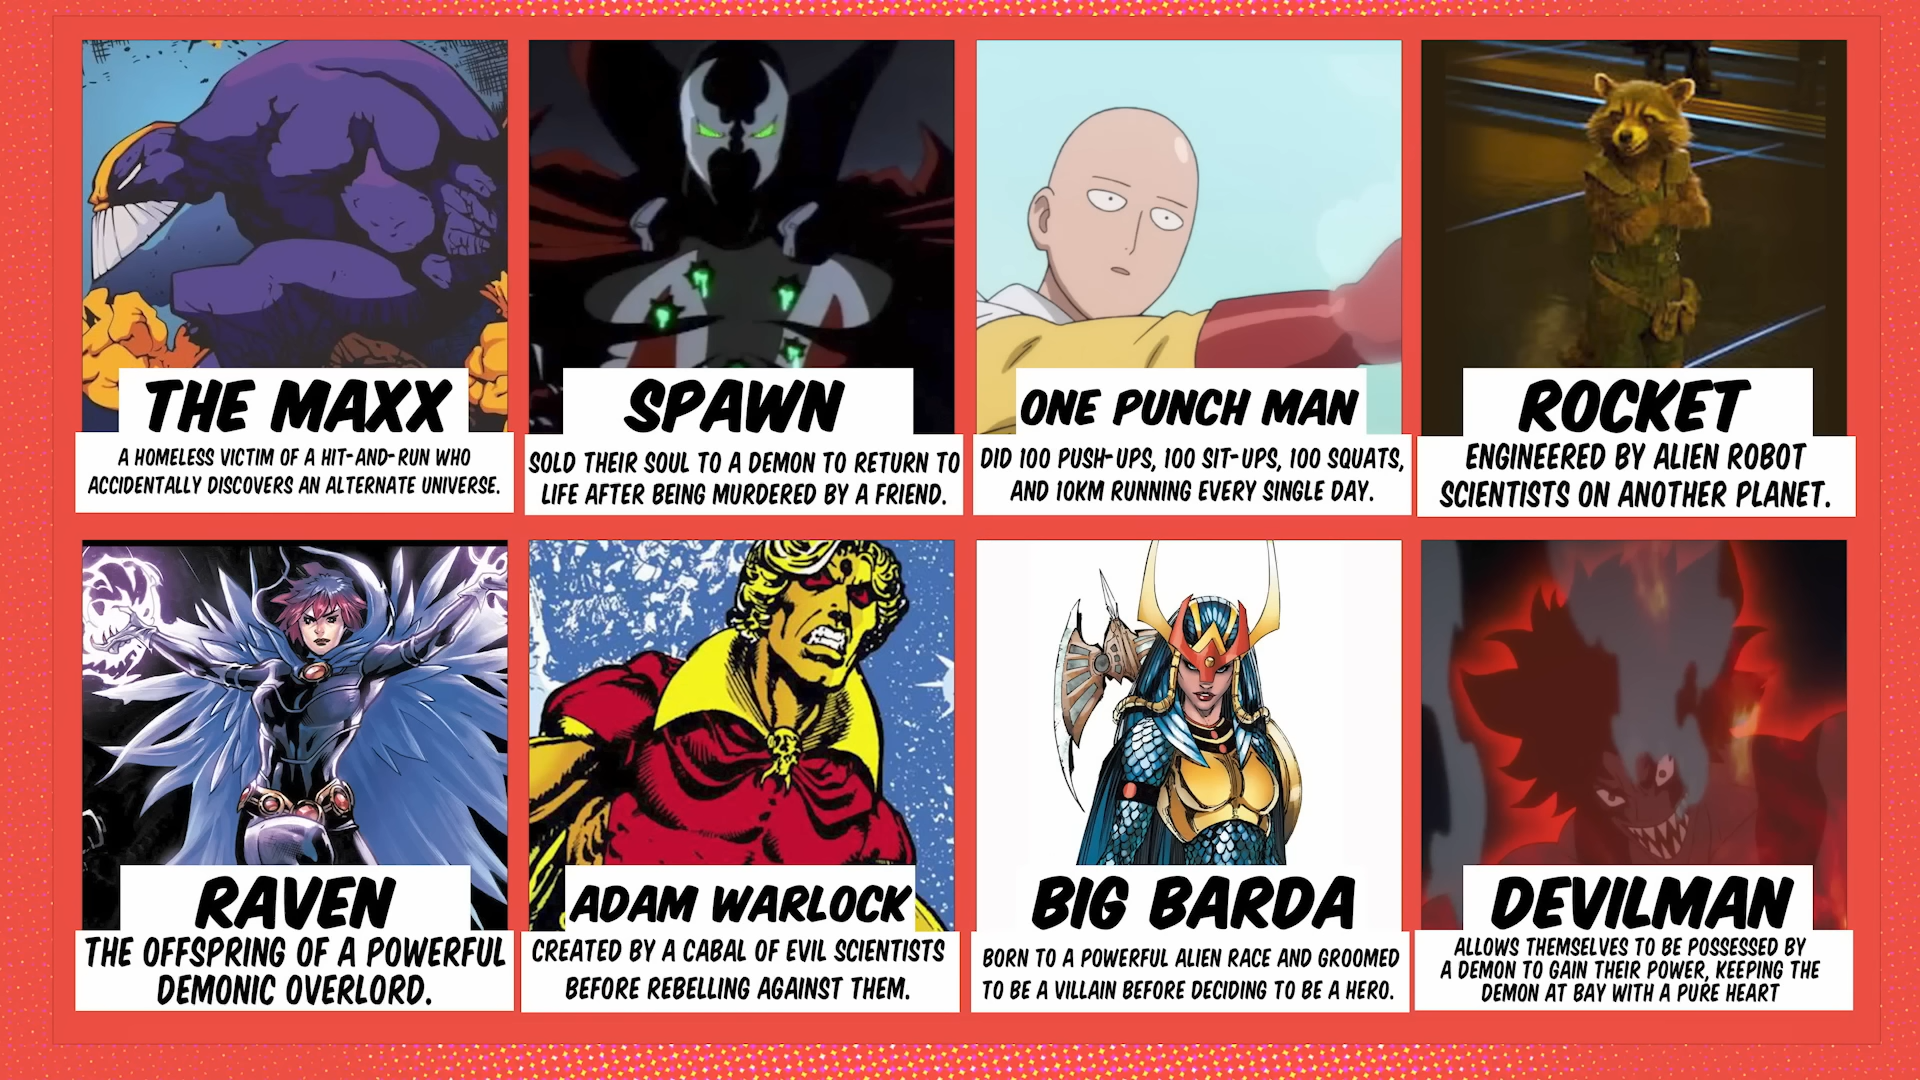 THE MAXX
A HOMELESS VICTIM OF A HIT-AND-RUN WHO
ACCIDENTALLY DISCOVERS AN ALTERNATE UNIVERSE.
SPAWN
SOLD THEIR SOUL TO A DEMON TO RETURN TO
LIFE AFTER BEING MURDERED BY A FRIEND.
ONE PUNCH MAN
DID 100 PUSH-UPS, 100 SIT-UPS, 100 SQUATS,
AND 10KM RUNNING EVERY SINGLE DAY.
ROCKET
ENGINEERED BY ALIEN ROBOT
SCIENTISTS ON ANOTHER PLANET.
RAVEN
THE OFFSPRING OF A POWERFUL
DEMONIC OVERLORD.
ADAM WARLOCK
CREATED BY A CABAL OF EVIL SCIENTISTS
BEFORE REBELLING AGAINST THEM.
BIG BARDA
BORN TO A POWERFUL ALIEN RACE AND GROOMED
TO BE A VILLAIN BEFORE DECIDING TO BE A HERO.
DEVILMAN
ALLOWS THEMSELVES TO BE POSSESSED BY
A DEMON TO GAIN THEIR POWER, KEEPING THE
DEMON AT BAY WITH A PURE HEART